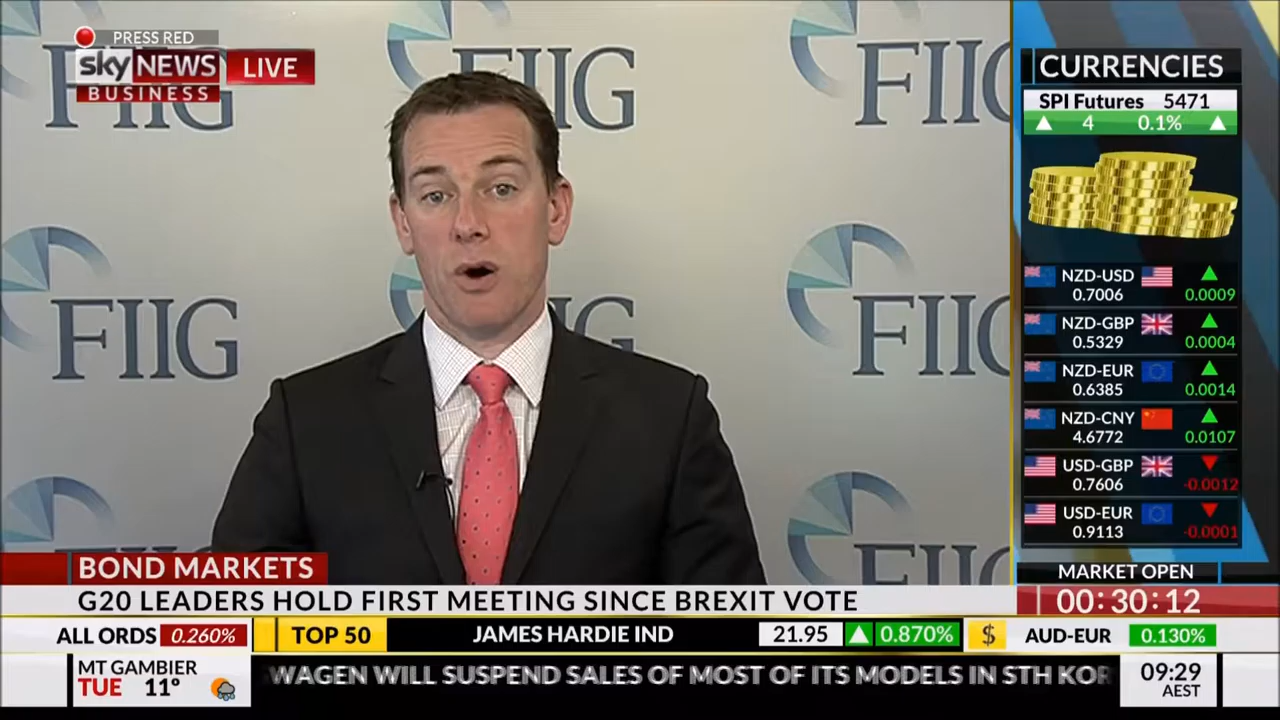 PRESS RED
sky NEWS
BUSINESS
LIVE
FIIG
FIIG
FIIG
FIIG
FIIG
FIIG
FIIG
FIIG
FIIG
CURRENCIES
SPI Futures 5471
4 0.1%
NZD-USD
0.7006 0.0009
NZD-GBP
0.5329 0.0004
NZD-EUR
0.6385 0.0014
NZD-CNY
4.6772 0.0107
USD-GBP
0.7606 -0.0012
USD-EUR
0.9113 -0.0001
MARKET OPEN
00:30:12
BOND MARKETS
G20 LEADERS HOLD FIRST MEETING SINCE BREXIT VOTE
ALL ORDS 0.260% TOP 50 JAMES HARDIE IND 21.95 0.870% $ AUD-EUR 0.130%
MT GAMBIER
TUE 11°
WAGEN WILL SUSPEND SALES OF MOST OF ITS MODELS IN STH KOR
09:29
AEST